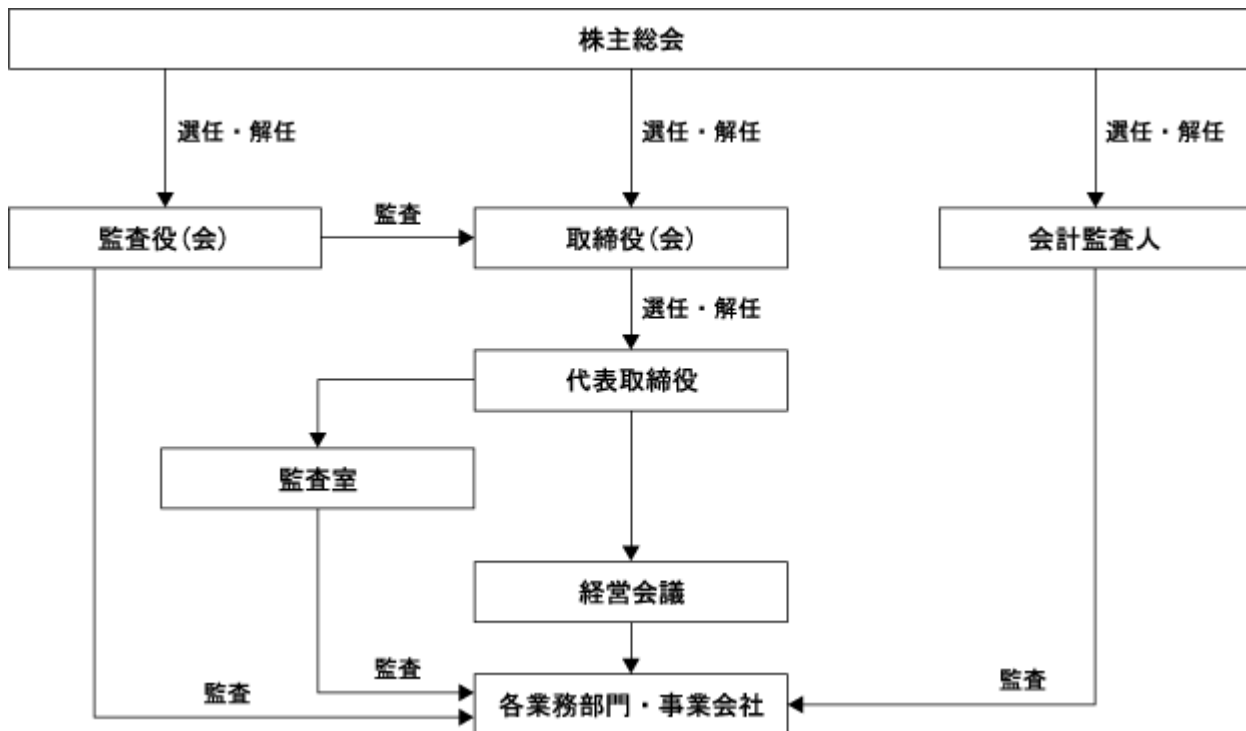 株主総会
選任・解任
選任・解任
選任・解任
監査役(会)
監査
取締役(会)
会計監査人
選任・解任
代表取締役
監査室
経営会議
監査
監査
監査
各業務部門・事業会社